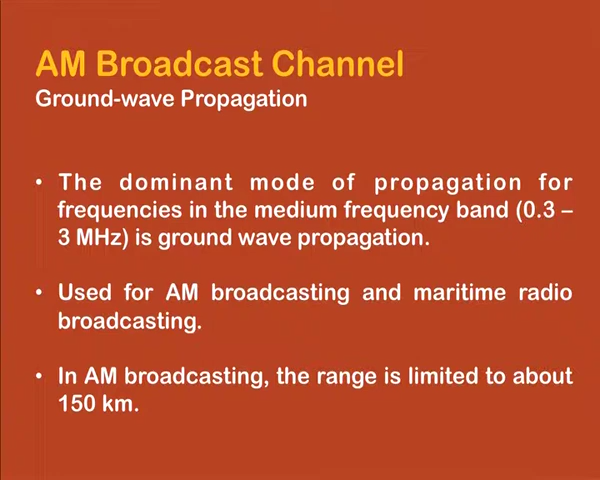 AM Broadcast Channel
Ground-wave Propagation
• The dominant mode of propagation for
frequencies in the medium frequency band (0.3 –
3 MHz) is ground wave propagation.
• Used for AM broadcasting and maritime radio
broadcasting.
• In AM broadcasting, the range is limited to about
150 km.